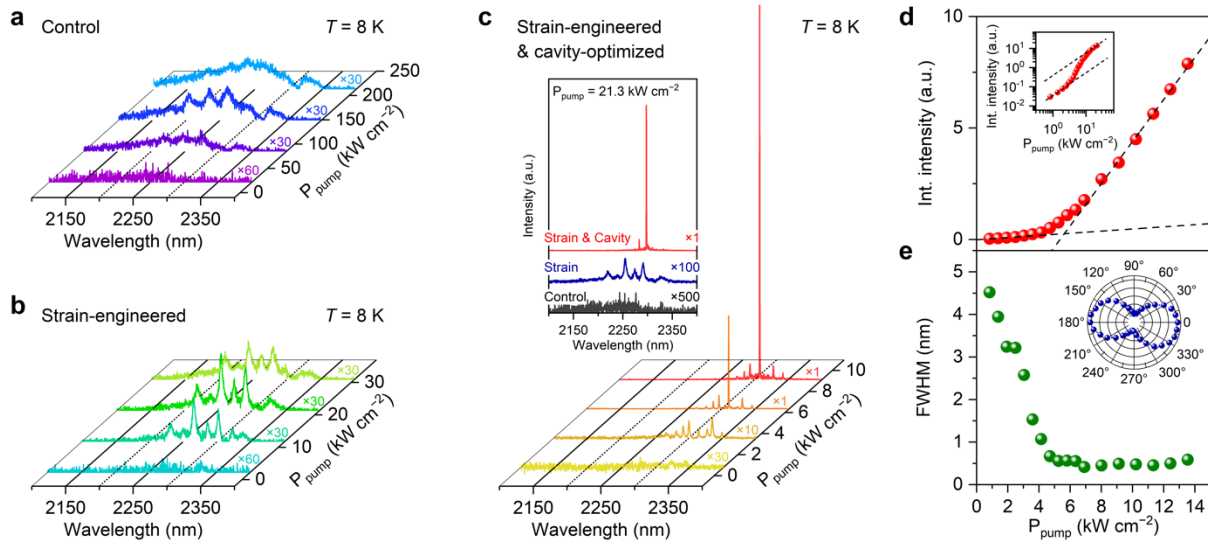 a Control T = 8 K
×30
×30
×30
×60
250
200
150
100
50
0
P pump (kW cm⁻²)
2150 2250 2350
Wavelength (nm)
b Strain-engineered T = 8 K
×30
×30
×30
×60
30
20
10
0
P pump (kW cm⁻²)
2150 2250 2350
Wavelength (nm)
c Strain-engineered T = 8 K
& cavity-optimized
P pump = 21.3 kW cm⁻²
Intensity (a.u.)
Strain & Cavity ×1
Strain ×100
Control ×500
2100 2250 2400
Wavelength (nm)
×1
×1
×10
×30
10
8
6
4
2
0
P pump (kW cm⁻²)
2150 2250 2350
Wavelength (nm)
d
10
5
0
Int. intensity (a.u.)
Int. intensity (a.u.)
10¹
10⁰
10⁻¹
10⁻²
10⁰ 10¹
P pump (kW cm⁻²)
e
5
4
3
2
1
0
FWHM (nm)
90°
120° 60°
150° 30°
180° 0
210° 330°
240° 300°
270°
0 2 4 6 8 10 12 14
P pump (kW cm⁻²)